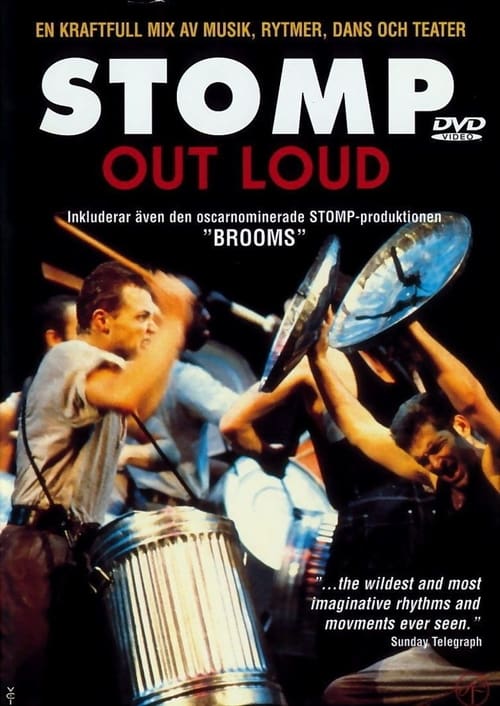 EN KRAFTFULL MIX AV MUSIK, RYTMER, DANS OCH TEATER
STOMP
DVD
VIDEO
OUT LOUD
Inkluderar även den oscarnominerade STOMP-produktionen
"BROOMS"
"...the wildest and most
imaginative rhythms and
movments ever seen."
Sunday Telegraph